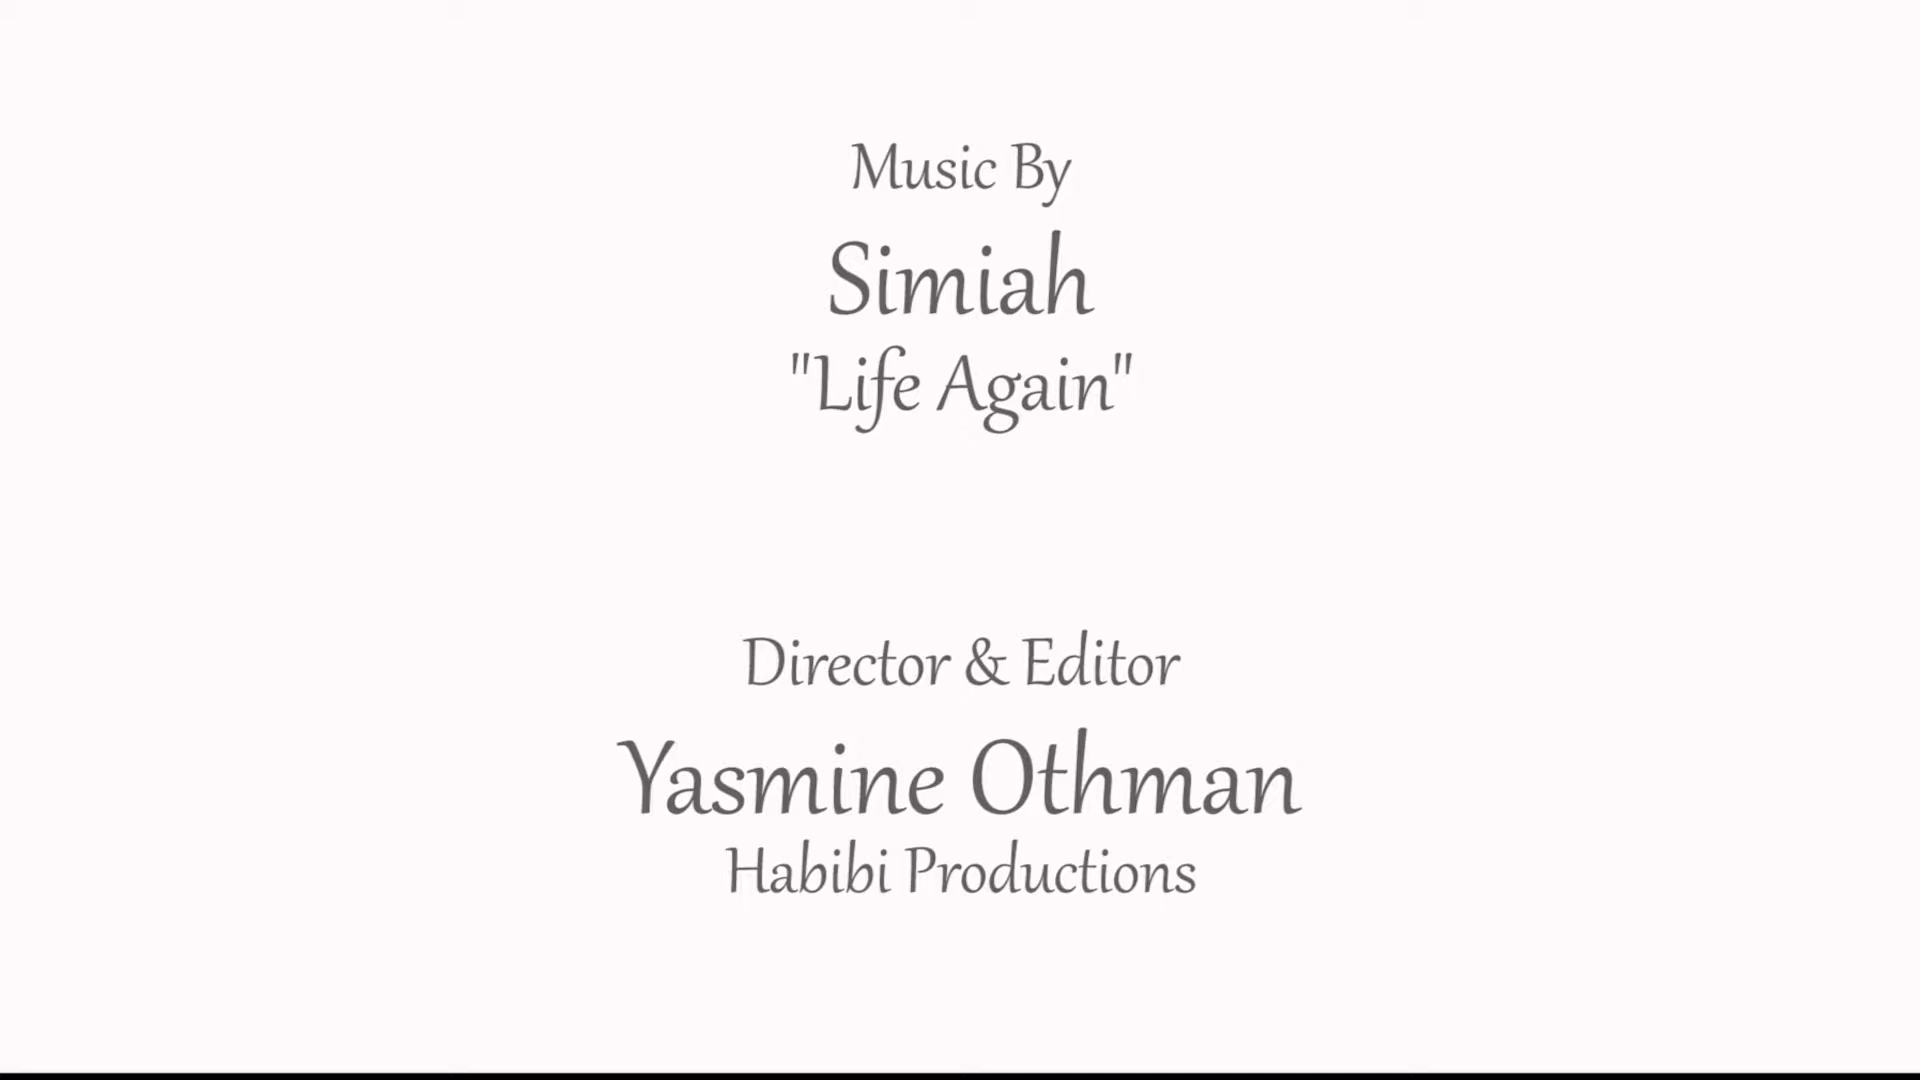 Music By
Simiah
"Life Again"
Director & Editor
Yasmine Othman
Habibi Productions